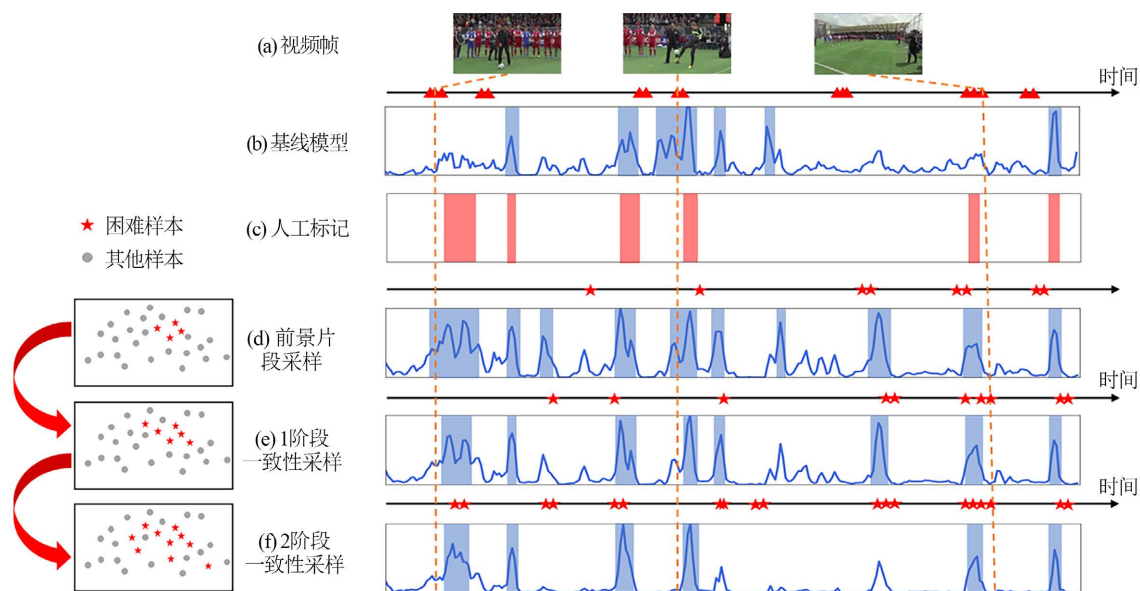 (a) 视频帧
时间
(b) 基线模型
(c) 人工标记
困难样本
其他样本
(d) 前景片
段采样
时间
(e) 1阶段
一致性采样
时间
(f) 2阶段
一致性采样